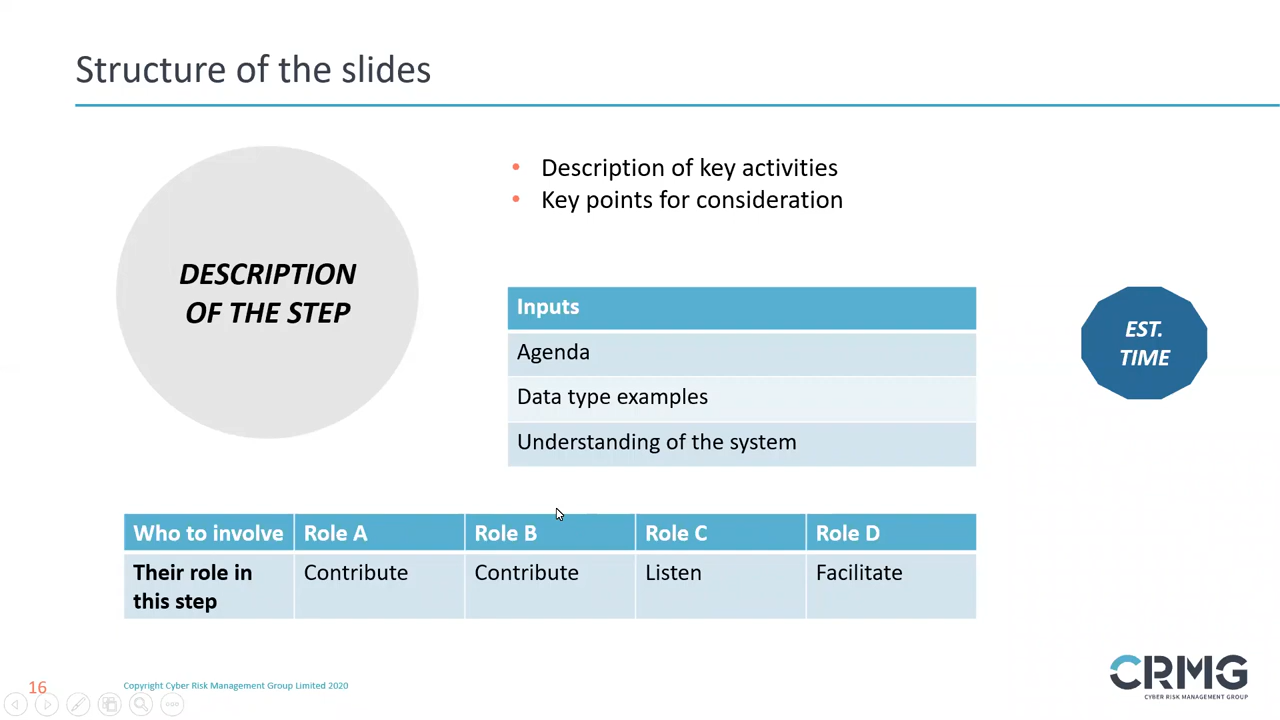 Structure of the slides
DESCRIPTION
OF THE STEP
• Description of key activities
• Key points for consideration
Inputs
Agenda
Data type examples
Understanding of the system
EST.
TIME
Who to involve Role A Role B Role C Role D
Their role in Contribute Contribute Listen Facilitate
this step
16
Copyright Cyber Risk Management Group Limited 2020
CRMG
CYBER RISK MANAGEMENT GROUP